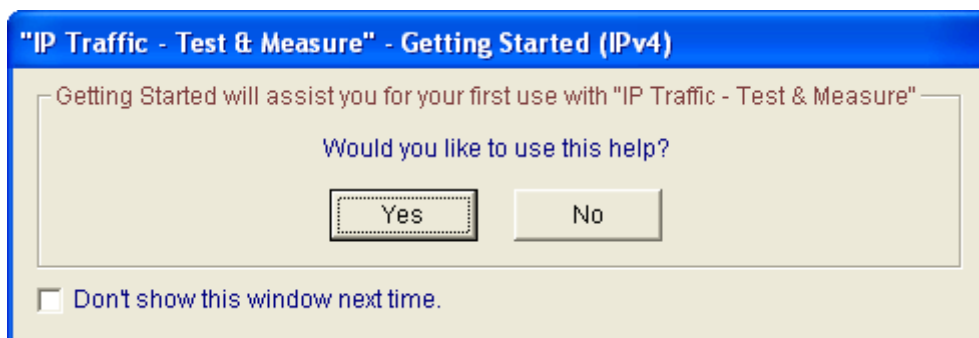 "IP Traffic - Test & Measure" - Getting Started (IPv4)
Getting Started will assist you for your first use with "IP Traffic - Test & Measure"
Would you like to use this help?
Yes No
Don't show this window next time.